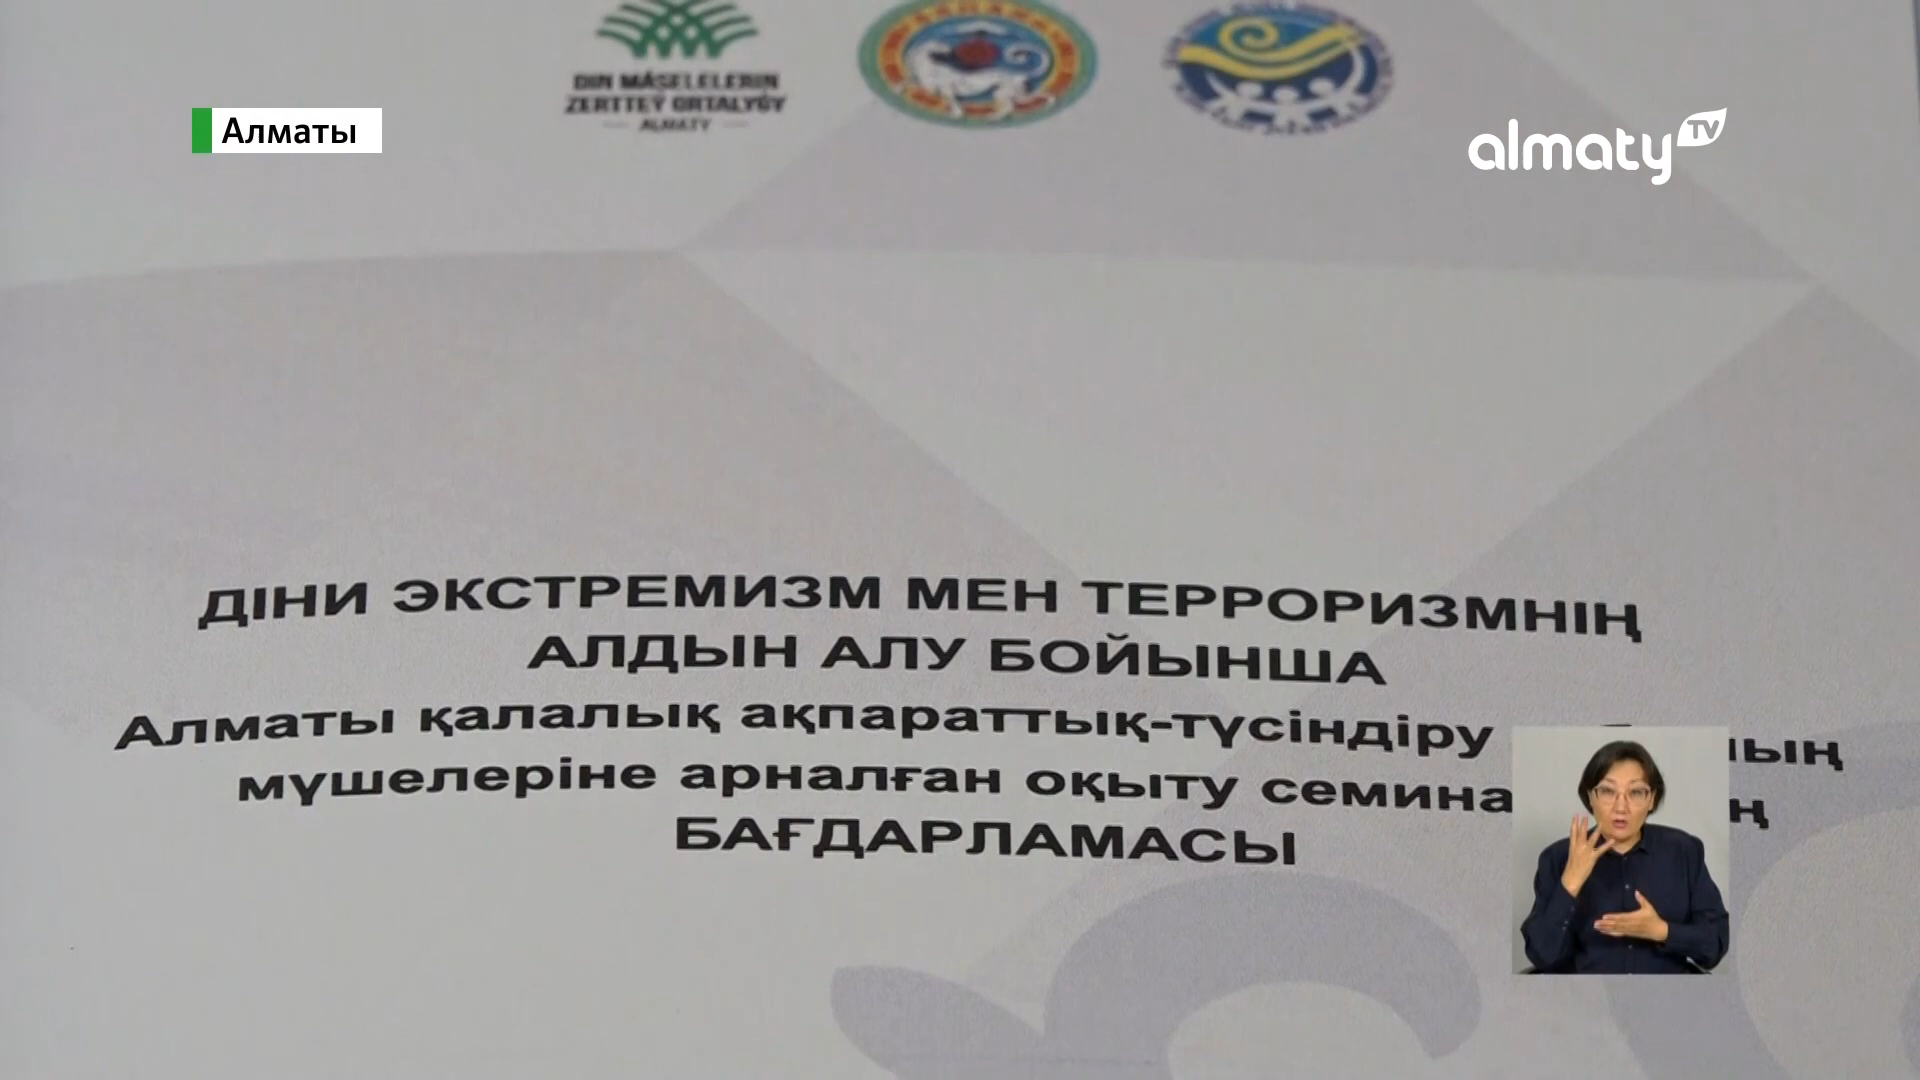 DIN MÁSELELERIN
ZERTTEÝ ORTALYǴY
ALMATY
Алматы
almaty TV
ДІНИ ЭКСТРЕМИЗМ МЕН ТЕРРОРИЗМНІҢ
АЛДЫН АЛУ БОЙЫНША
Алматы қалалық ақпараттық-түсіндіру
мүшелеріне арналған оқыту
БАҒДАРЛАМАСЫ